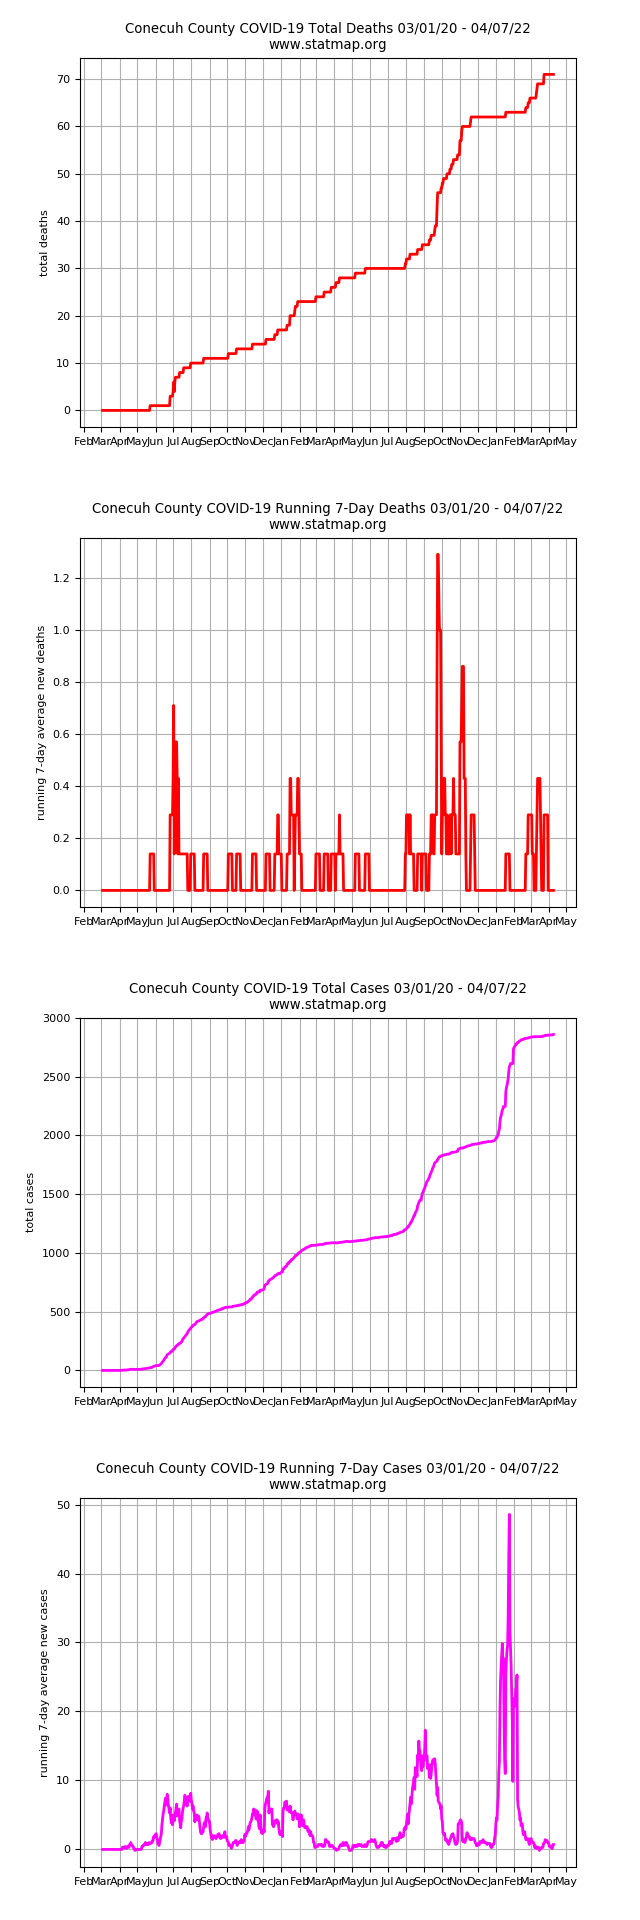 Conecuh County COVID-19 Total Deaths 03/01/20 - 04/07/22
www.statmap.org
70
60
50
40
30
20
10
0
total deaths
Feb Mar Apr May Jun Jul Aug Sep Oct Nov Dec Jan Feb Mar Apr May Jun Jul Aug Sep Oct Nov Dec Jan Feb Mar Apr May
Conecuh County COVID-19 Running 7-Day Deaths 03/01/20 - 04/07/22
www.statmap.org
1.2
1.0
0.8
0.6
0.4
0.2
0.0
running 7-day average new deaths
Feb Mar Apr May Jun Jul Aug Sep Oct Nov Dec Jan Feb Mar Apr May Jun Jul Aug Sep Oct Nov Dec Jan Feb Mar Apr May
Conecuh County COVID-19 Total Cases 03/01/20 - 04/07/22
www.statmap.org
3000
2500
2000
1500
1000
500
0
total cases
Feb Mar Apr May Jun Jul Aug Sep Oct Nov Dec Jan Feb Mar Apr May Jun Jul Aug Sep Oct Nov Dec Jan Feb Mar Apr May
Conecuh County COVID-19 Running 7-Day Cases 03/01/20 - 04/07/22
www.statmap.org
50
40
30
20
10
0
running 7-day average new cases
Feb Mar Apr May Jun Jul Aug Sep Oct Nov Dec Jan Feb Mar Apr May Jun Jul Aug Sep Oct Nov Dec Jan Feb Mar Apr May